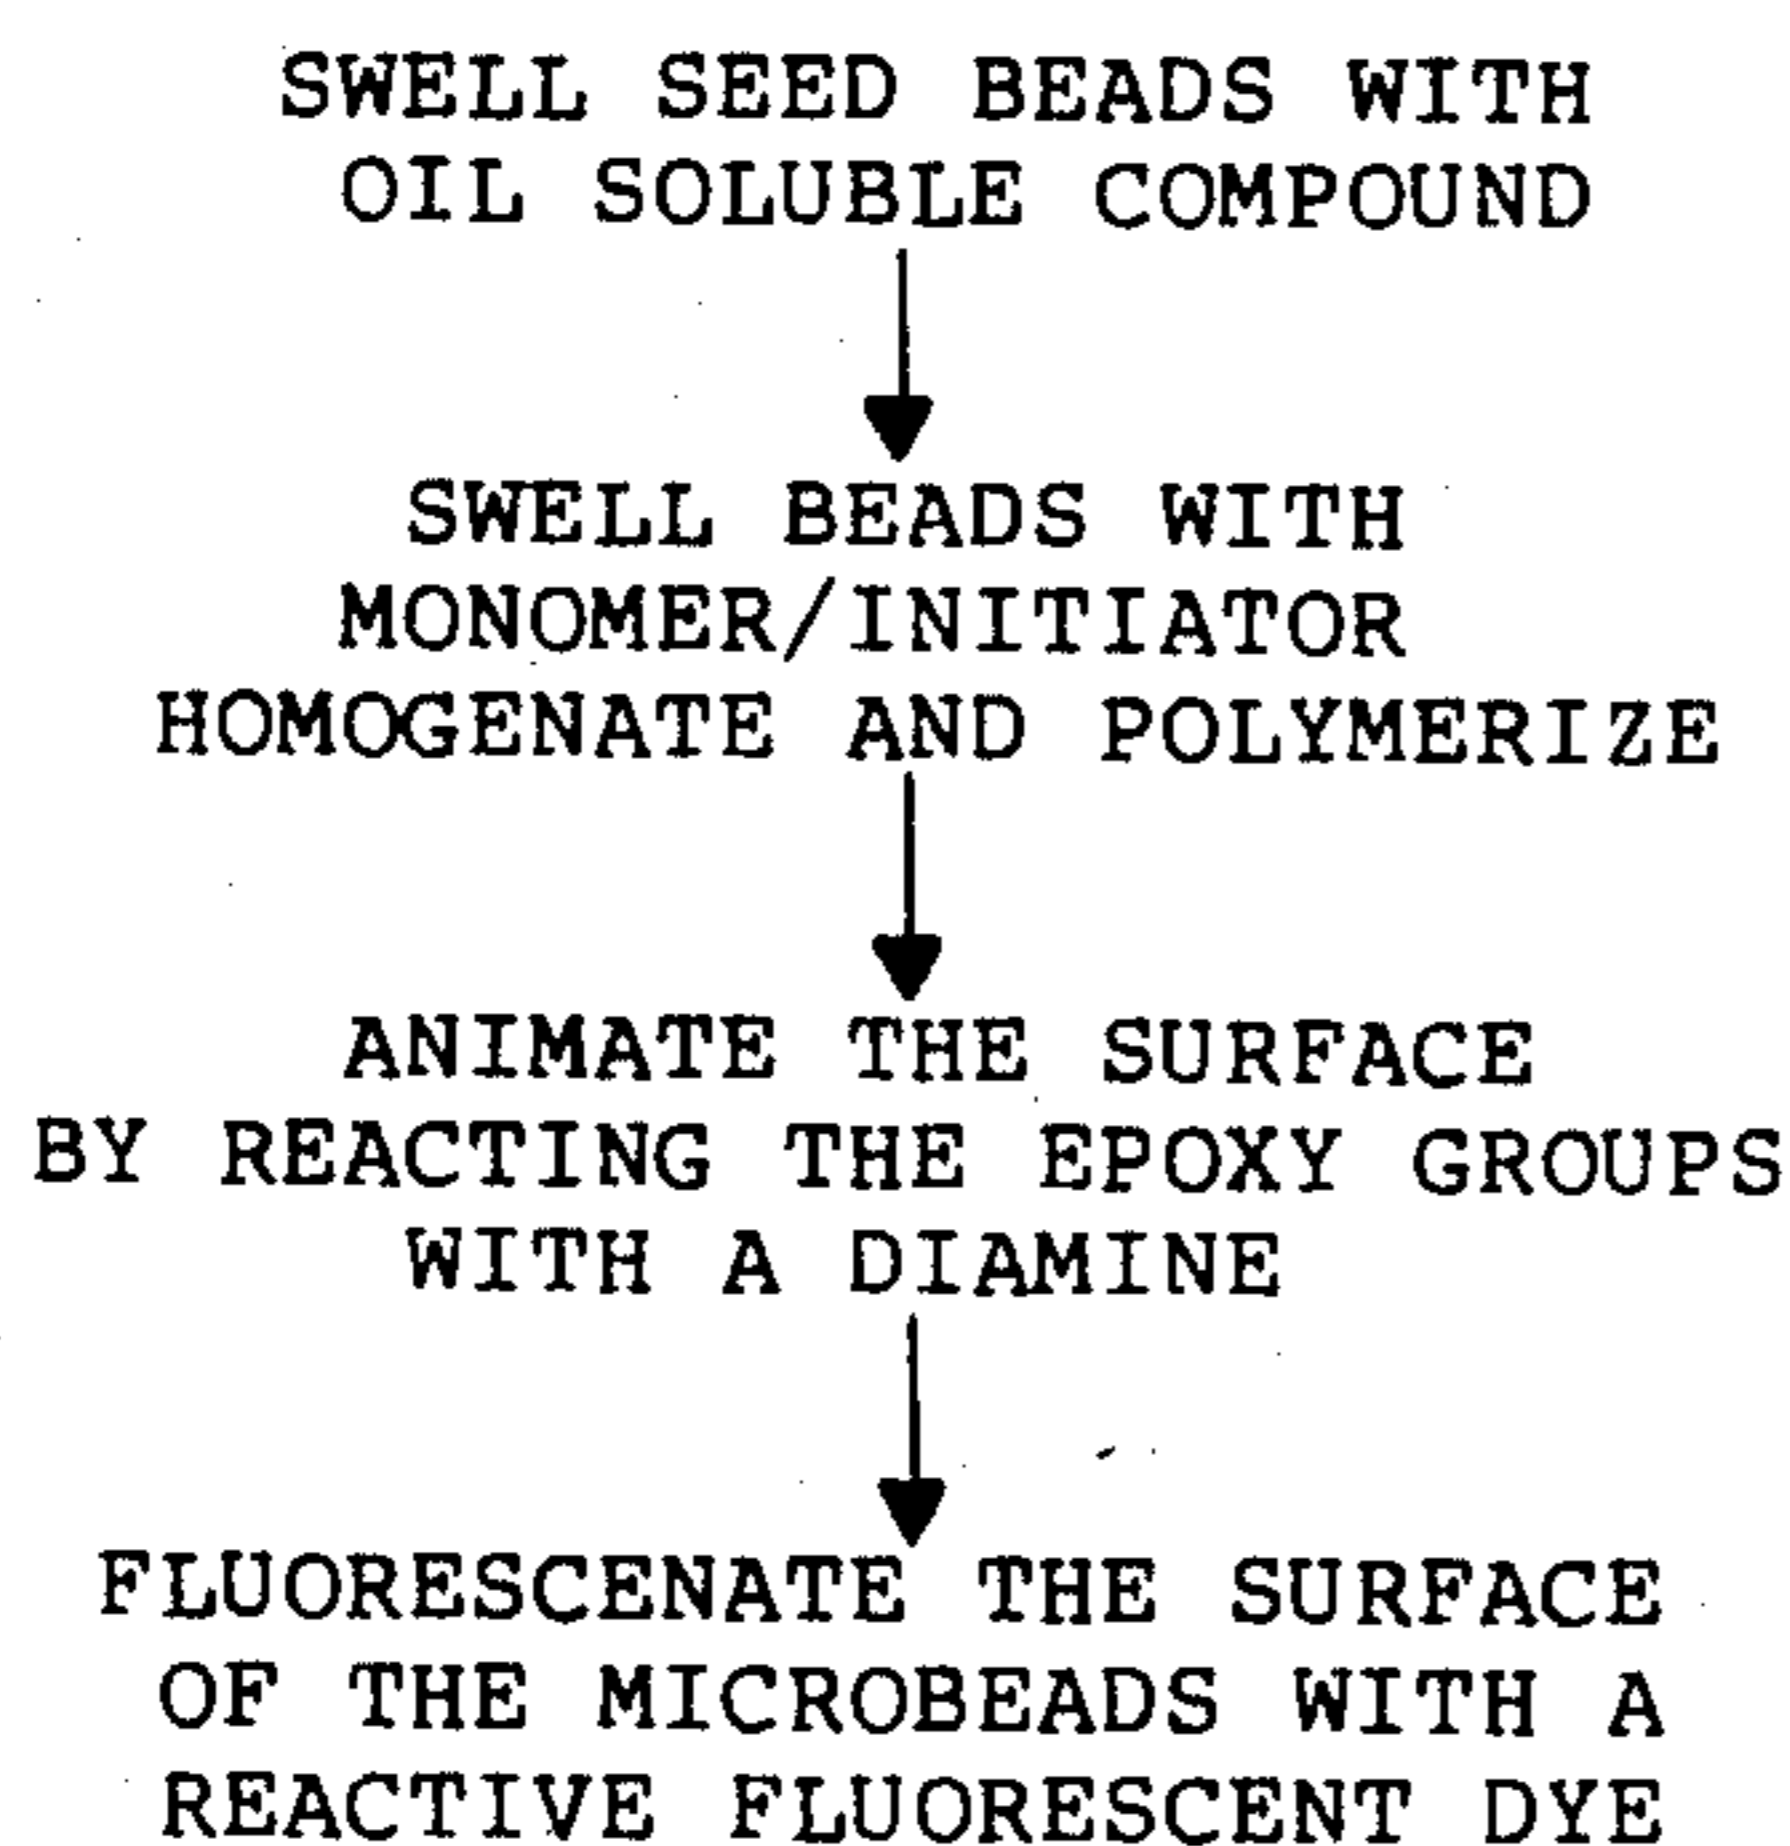 SWELL SEED BEADS WITH
OIL SOLUBLE COMPOUND
SWELL BEADS WITH
MONOMER/INITIATOR
HOMOGENATE AND POLYMERIZE
ANIMATE THE SURFACE
BY REACTING THE EPOXY GROUPS
WITH A DIAMINE
FLUORESCENATE THE SURFACE
OF THE MICROBEADS WITH A
REACTIVE FLUORESCENT DYE